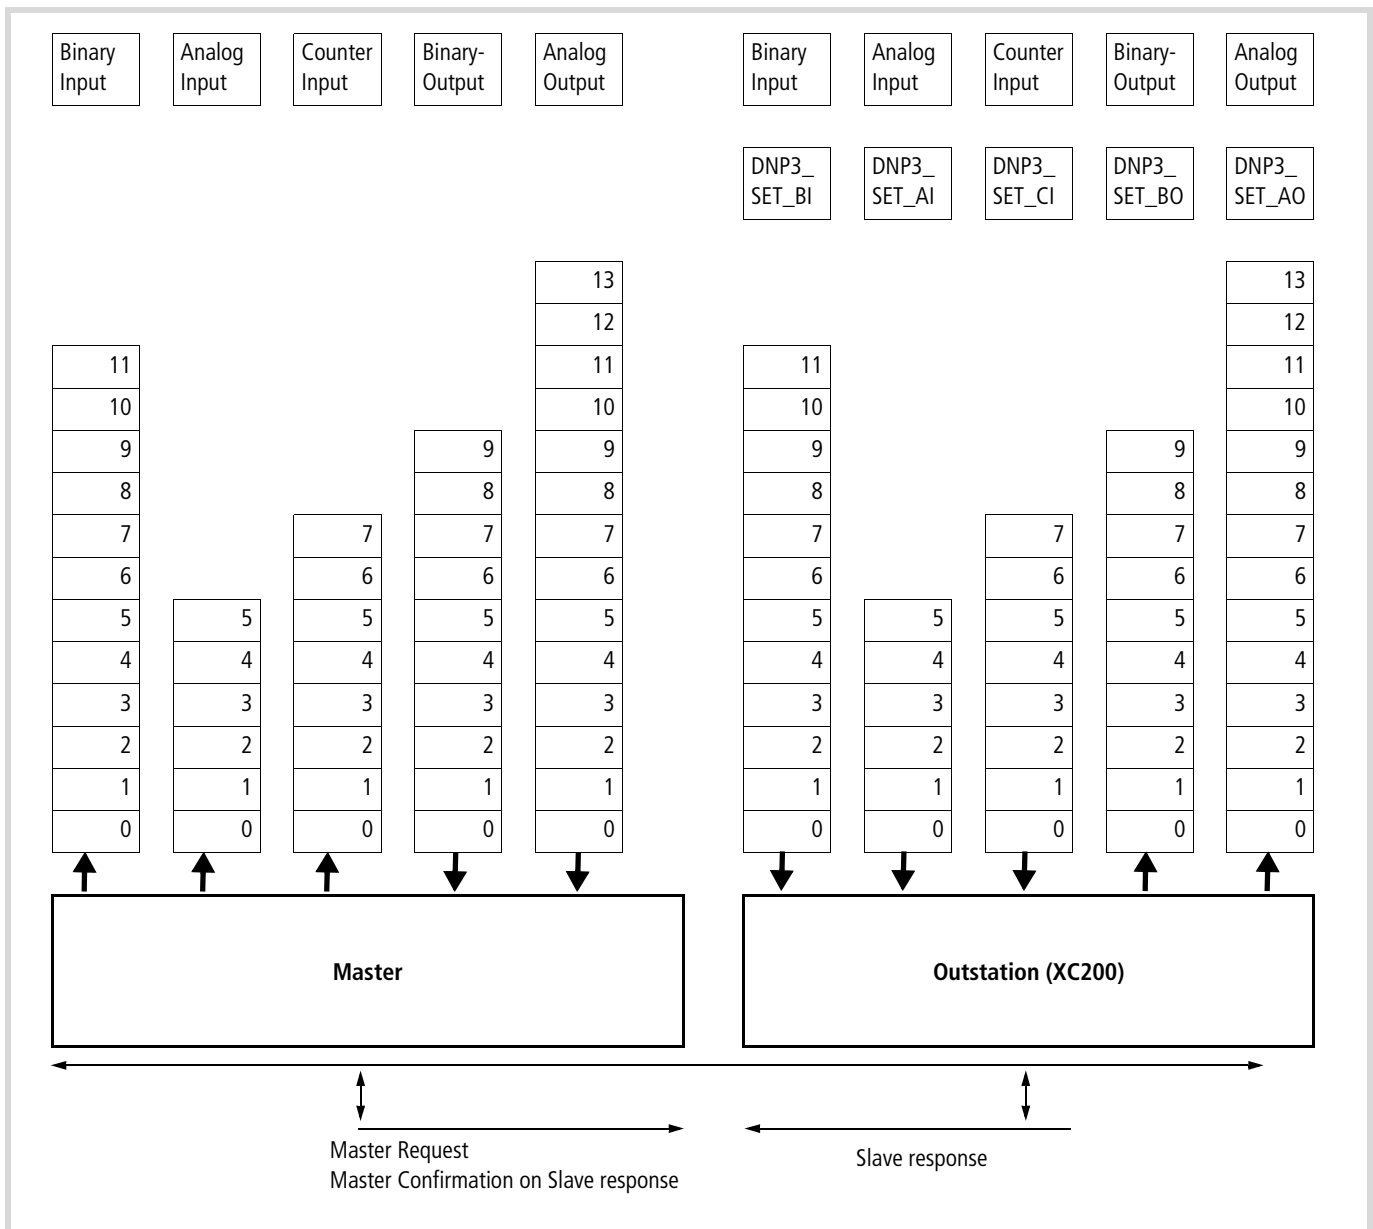 Binary Input
Analog Input
Counter Input
Binary- Output
Analog Output
Binary Input
Analog Input
Counter Input
Binary- Output
Analog Output
DNP3_ SET_BI
DNP3_ SET_AI
DNP3_ SET_CI
DNP3_ SET_BO
DNP3_ SET_AO
13 13
12 12
11 11 11 11
10 10 10 10
9 9 9 9 9 9
8 8 8 8 8 8
7 7 7 7 7 7 7 7
6 6 6 6 6 6 6 6
5 5 5 5 5 5 5 5 5 5
4 4 4 4 4 4 4 4 4 4
3 3 3 3 3 3 3 3 3 3
2 2 2 2 2 2 2 2 2 2
1 1 1 1 1 1 1 1 1 1
0 0 0 0 0 0 0 0 0 0
Master
Outstation (XC200)
Master Request
Master Confirmation on Slave response
Slave response